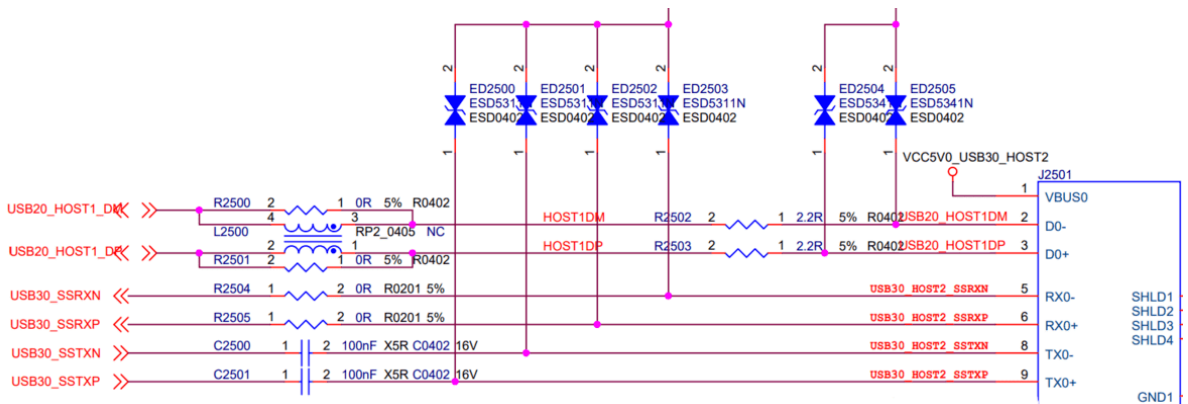 2 2 2 2 2 2
ED2500 ED2501 ED2502 ED2503 ED2504 ED2505
ESD531 ESD531 ESD531 ESD5311N ESD534 ESD5341N
ESD0402 ESD0402 ESD0402 ESD0402 ESD0402 ESD0402
1 1 1 1 1 1
VCC5V0_USB30_HOST2
J2501
1 VBUS0
R2500 2 1 0R 5% R0402
USB20_HOST1_DM 4 3 HOST1DM R2502 2 1 2.2R 5% R0402 USB20_HOST1DM 2 D0-
L2500 RP2_0405 NC
USB20_HOST1_DP 2 1 HOST1DP R2503 2 1 2.2R 5% R0402 USB20_HOST1DP 3 D0+
R2501 2 1 0R 5% R0402
USB30_SSRXN R2504 1 2 0R R0201 5% USB30_HOST2_SSRXN 5 RX0- SHLD1
SHLD2
USB30_SSRXP R2505 1 2 0R R0201 5% USB30_HOST2_SSRXP 6 RX0+ SHLD3
SHLD4
USB30_SSTXN C2500 1 2 100nF X5R C0402 16V USB30_HOST2_SSTXN 8 TX0-
USB30_SSTXP C2501 1 2 100nF X5R C0402 16V USB30_HOST2_SSTXP 9 TX0+
GND1